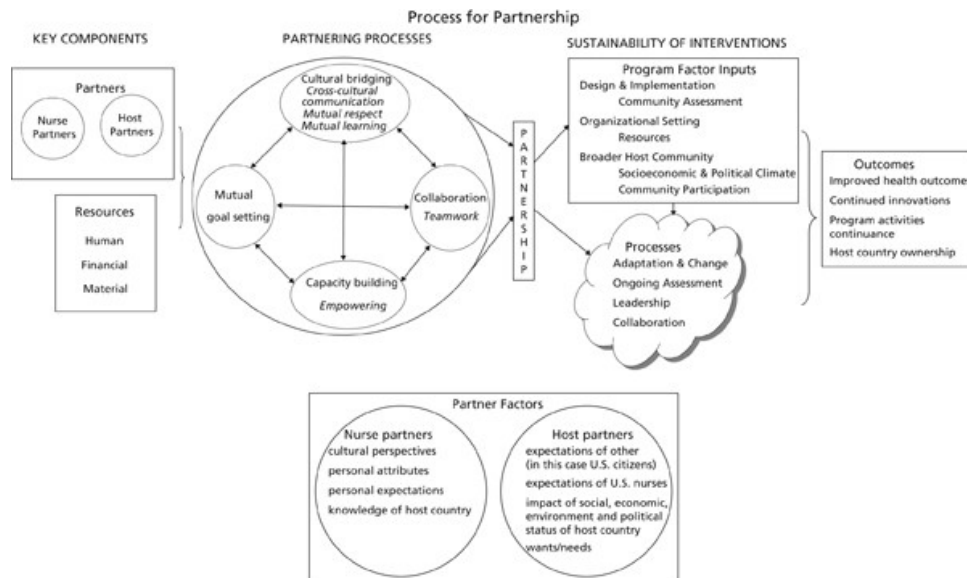 Process for Partnership
KEY COMPONENTS
PARTNERING PROCESSES
SUSTAINABILITY OF INTERVENTIONS
Partners
Nurse
Partners
Host
Partners
Resources
Human
Financial
Material
Cultural bridging
Cross-cultural
communication
Mutual respect
Mutual learning
Mutual
goal setting
Collaboration
Teamwork
Capacity building
Empowering
PARTNERSHIP
Program Factor Inputs
Design & Implementation
Community Assessment
Organizational Setting
Resources
Broader Host Community
Socioeconomic & Political Climate
Community Participation
Processes
Adaptation & Change
Ongoing Assessment
Leadership
Collaboration
Outcomes
Improved health outcome
Continued innovations
Program activities
continuance
Host country ownership
Partner Factors
Nurse partners
cultural perspectives
personal attributes
personal expectations
knowledge of host country
Host partners
expectations of other
(in this case U.S. citizens)
expectations of U.S. nurses
impact of social, economic,
environment and political
status of host country
wants/needs